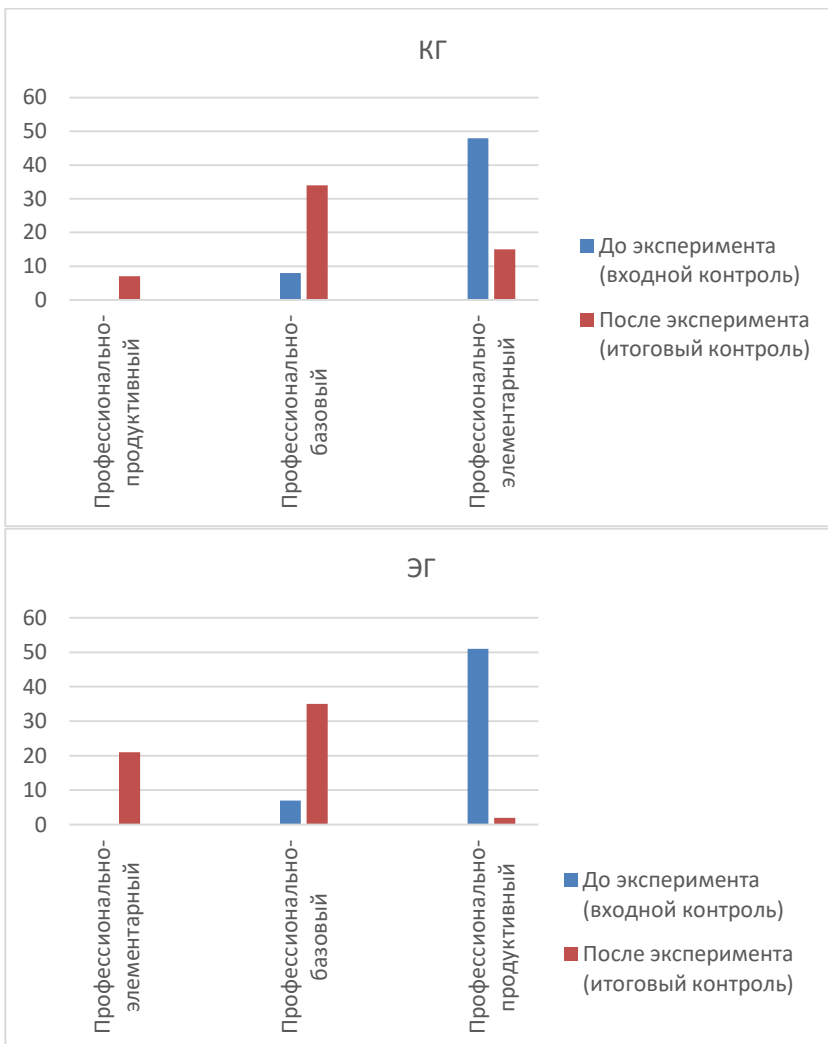 КГ
60
50
40
30
20
10
0
Профессионально-
продуктивный
Профессионально-
базовый
Профессионально-
элементарный
До эксперимента
(входной контроль)
После эксперимента
(итоговый контроль)
ЭГ
60
50
40
30
20
10
0
Профессионально-
элементарный
Профессионально-
базовый
Профессионально-
продуктивный
До эксперимента
(входной контроль)
После эксперимента
(итоговый контроль)